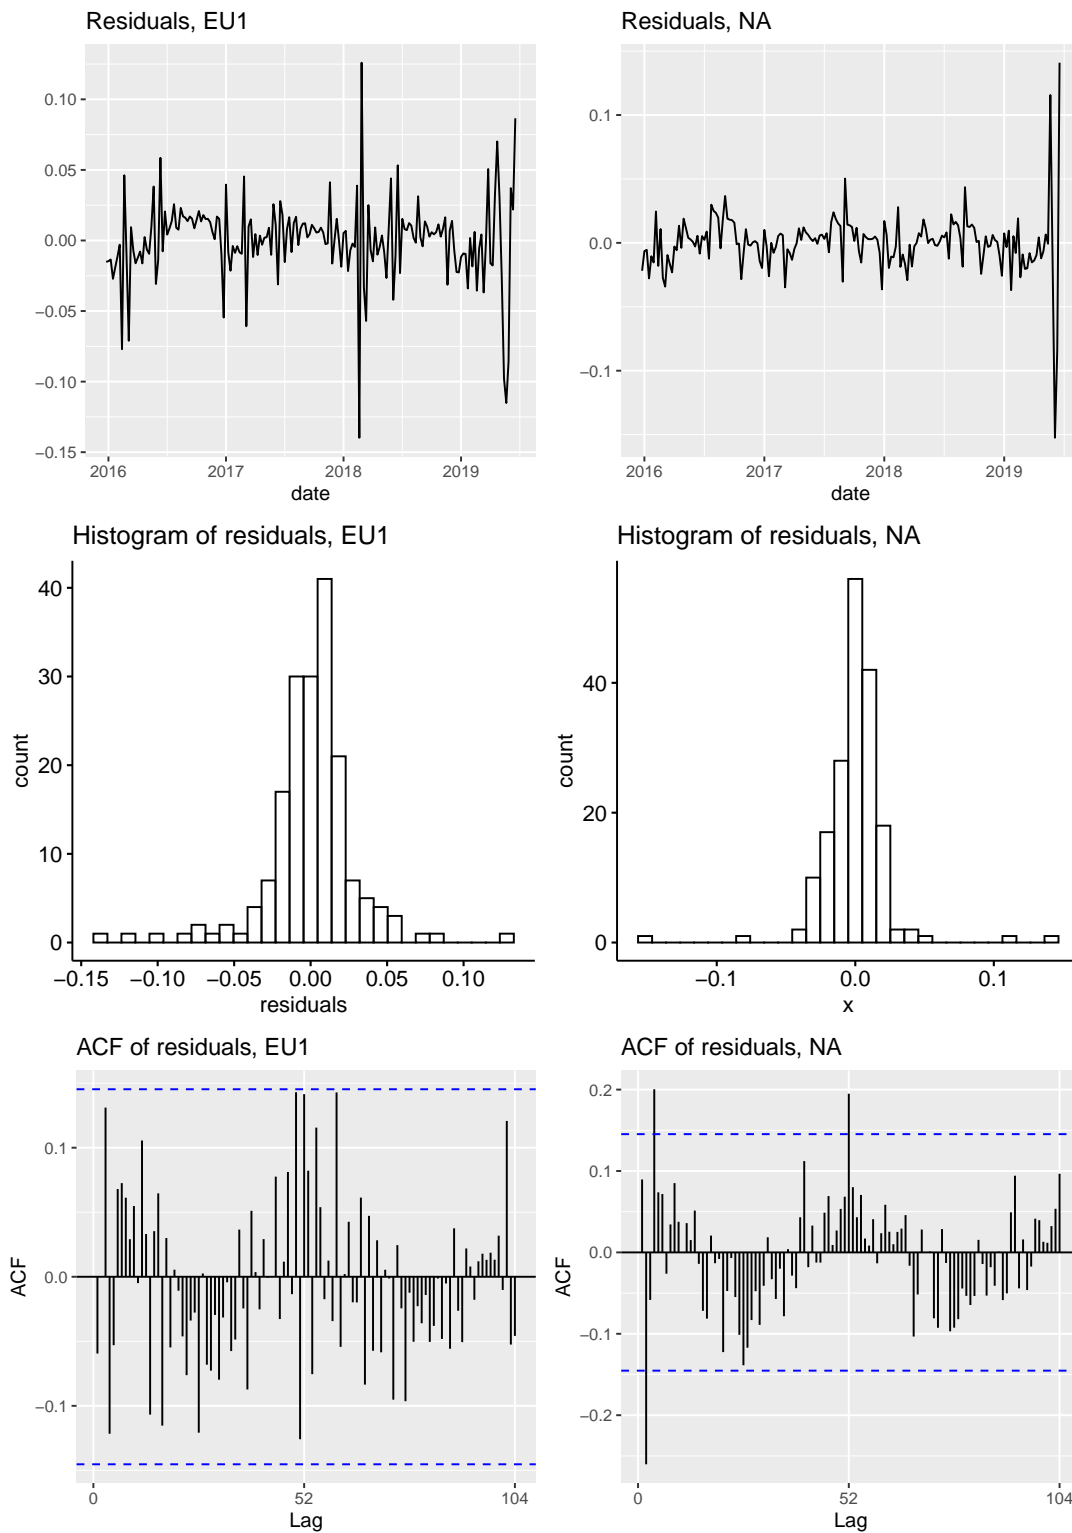 Residuals, EU1
0.10
0.05
0.00
−0.05
−0.10
−0.15
2016 2017 2018 2019
date
Residuals, NA
0.1
0.0
−0.1
2016 2017 2018 2019
date
Histogram of residuals, EU1
count
40
30
20
10
0
−0.15 −0.10 −0.05 0.00 0.05 0.10
residuals
Histogram of residuals, NA
count
40
20
0
−0.1 0.0 0.1
x
ACF of residuals, EU1
ACF
0.1
0.0
−0.1
0 52 104
Lag
ACF of residuals, NA
ACF
0.2
0.1
0.0
−0.1
−0.2
0 52 104
Lag